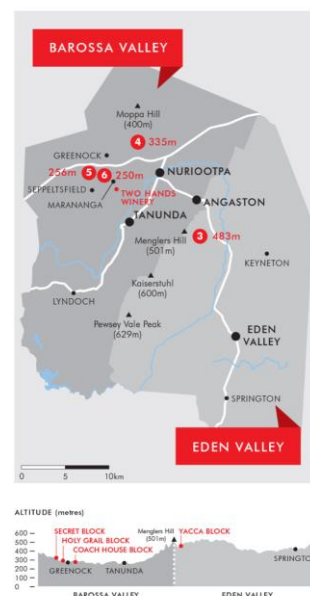 BAROSSA VALLEY
Moppa Hill
(400m)
4 335m
GREENOCK
256m 5 6 250m
NURIOOTPA
SEPPELTSFIELD
TWO HANDS
WINERY
MARANANGA
ANGASTON
TANUNDA
Menglers Hill
(501m)
3 483m
KEYNETON
Kaiserstuhl
(600m)
LYNDOCH
Pewsey Vale Peak
(629m)
EDEN
VALLEY
SPRINGTON
EDEN VALLEY
0 5 10km
ALTITUDE (metres)
SECRET BLOCK
HOLY GRAIL BLOCK
COACH HOUSE BLOCK
Menglers Hill
(501m)
YACCA BLOCK
600
500
400
300
200
100
0
GREENOCK
TANUNDA
SPRINGTO
BAROSSA VALLEY
EDEN VALLEY